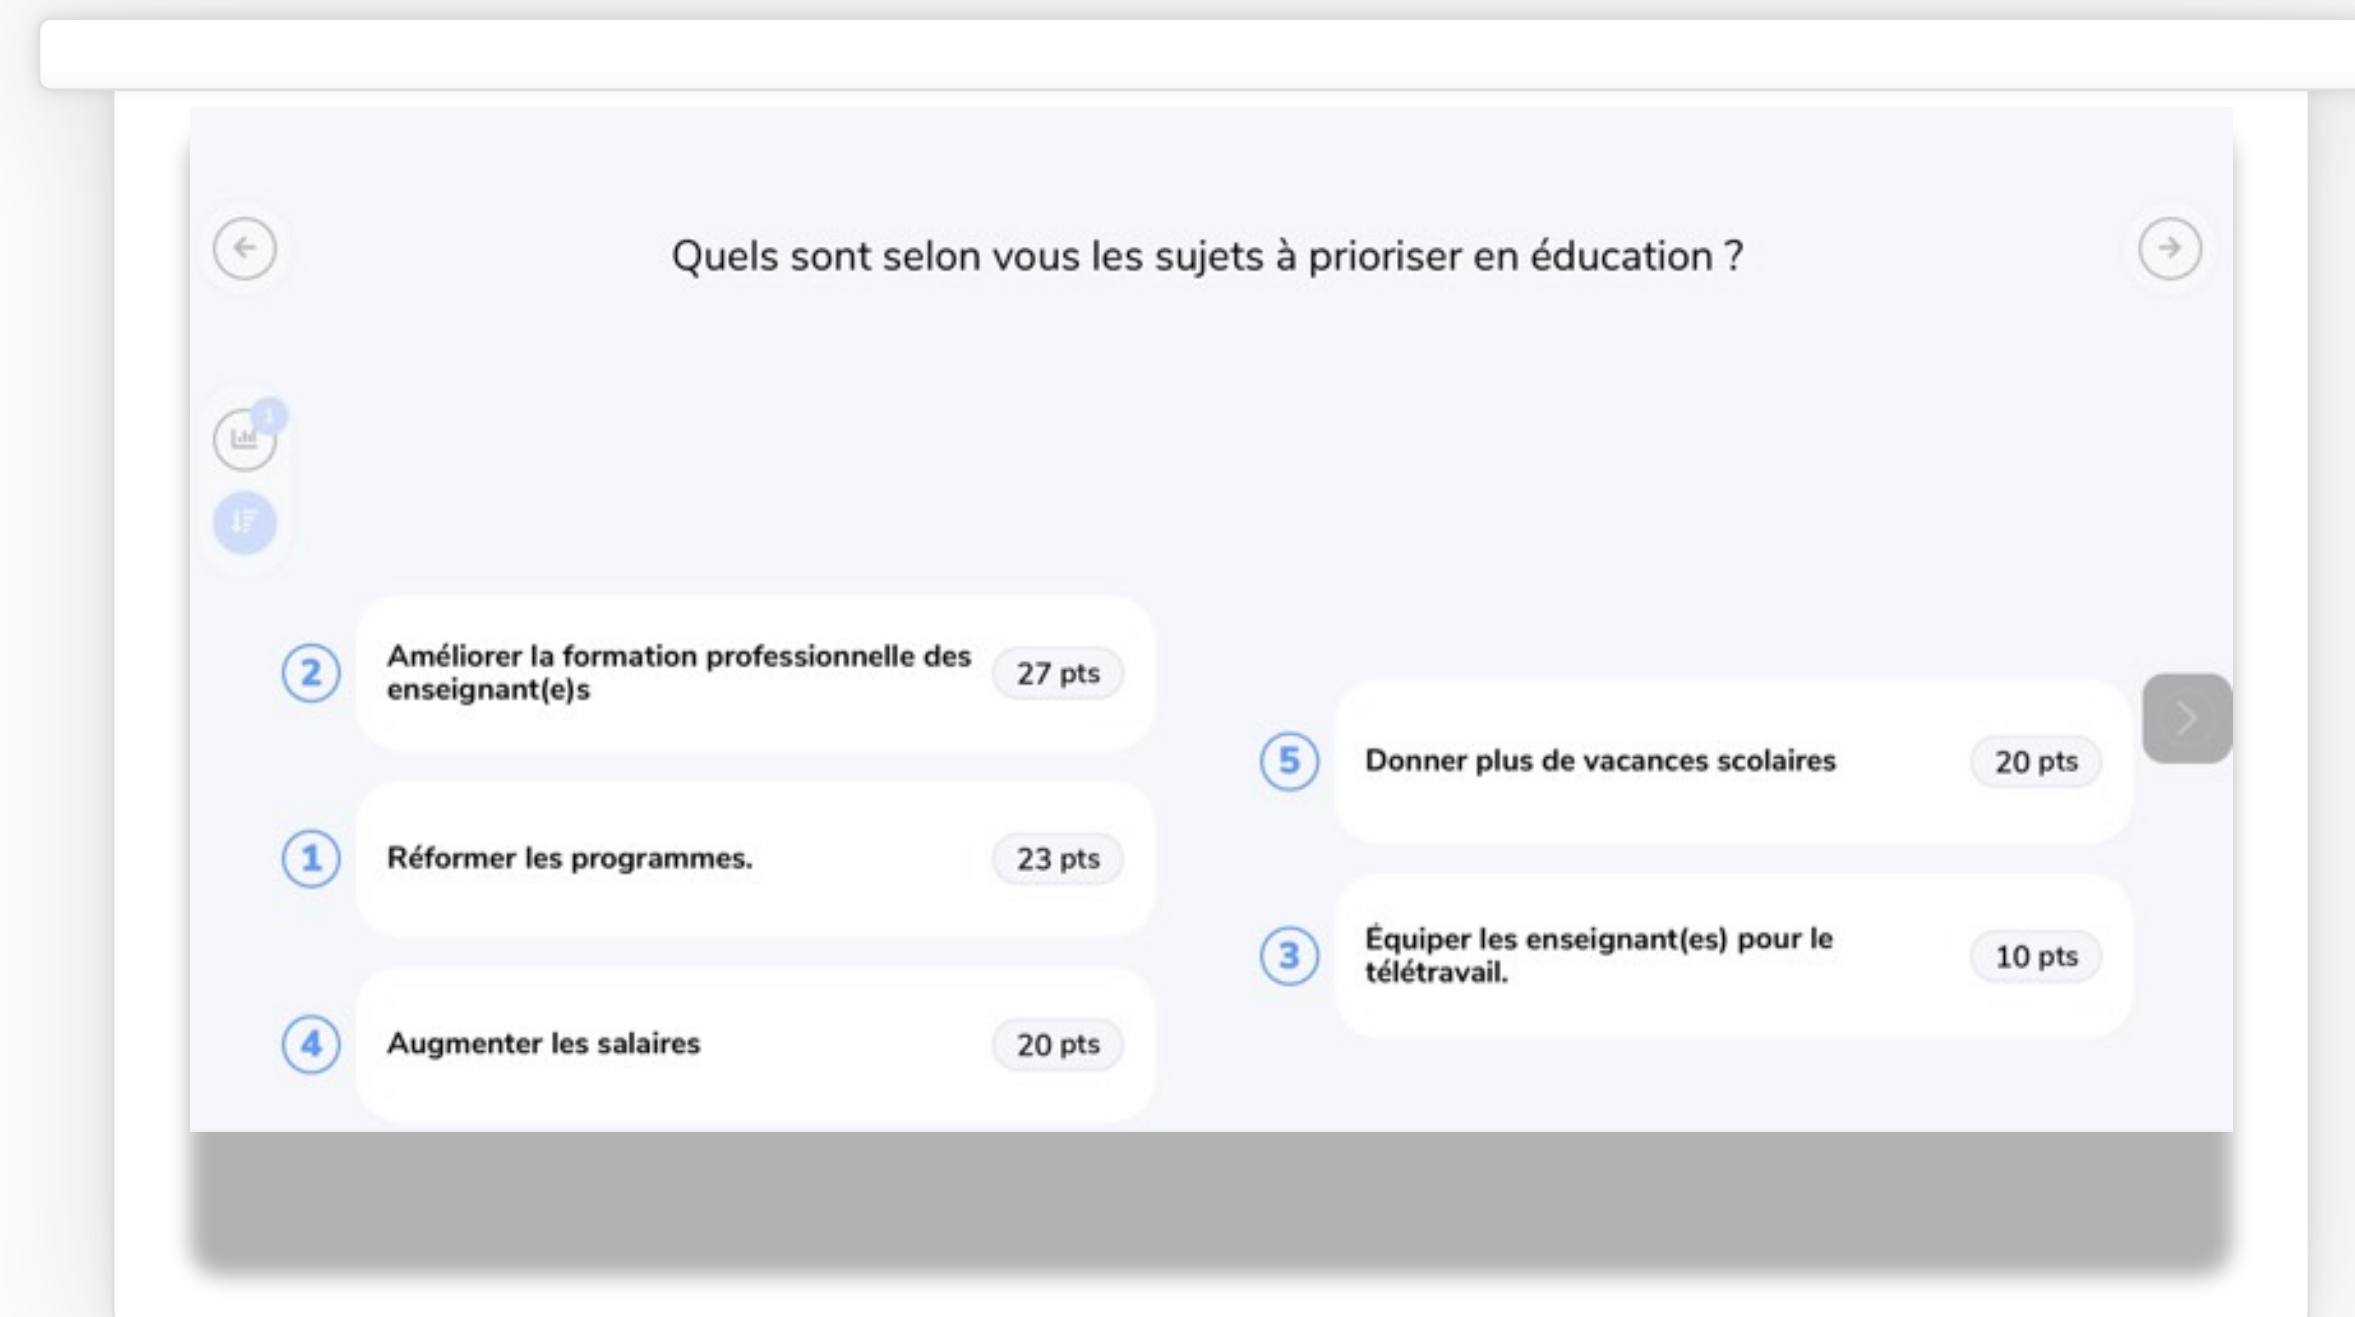 Quels sont selon vous les sujets à prioriser en éducation ?
1
2
Améliorer la formation professionnelle des
enseignant(e)s
27 pts
1
Réformer les programmes.
23 pts
4
Augmenter les salaires
20 pts
5
Donner plus de vacances scolaires
20 pts
3
Équiper les enseignant(es) pour le
télétravail.
10 pts